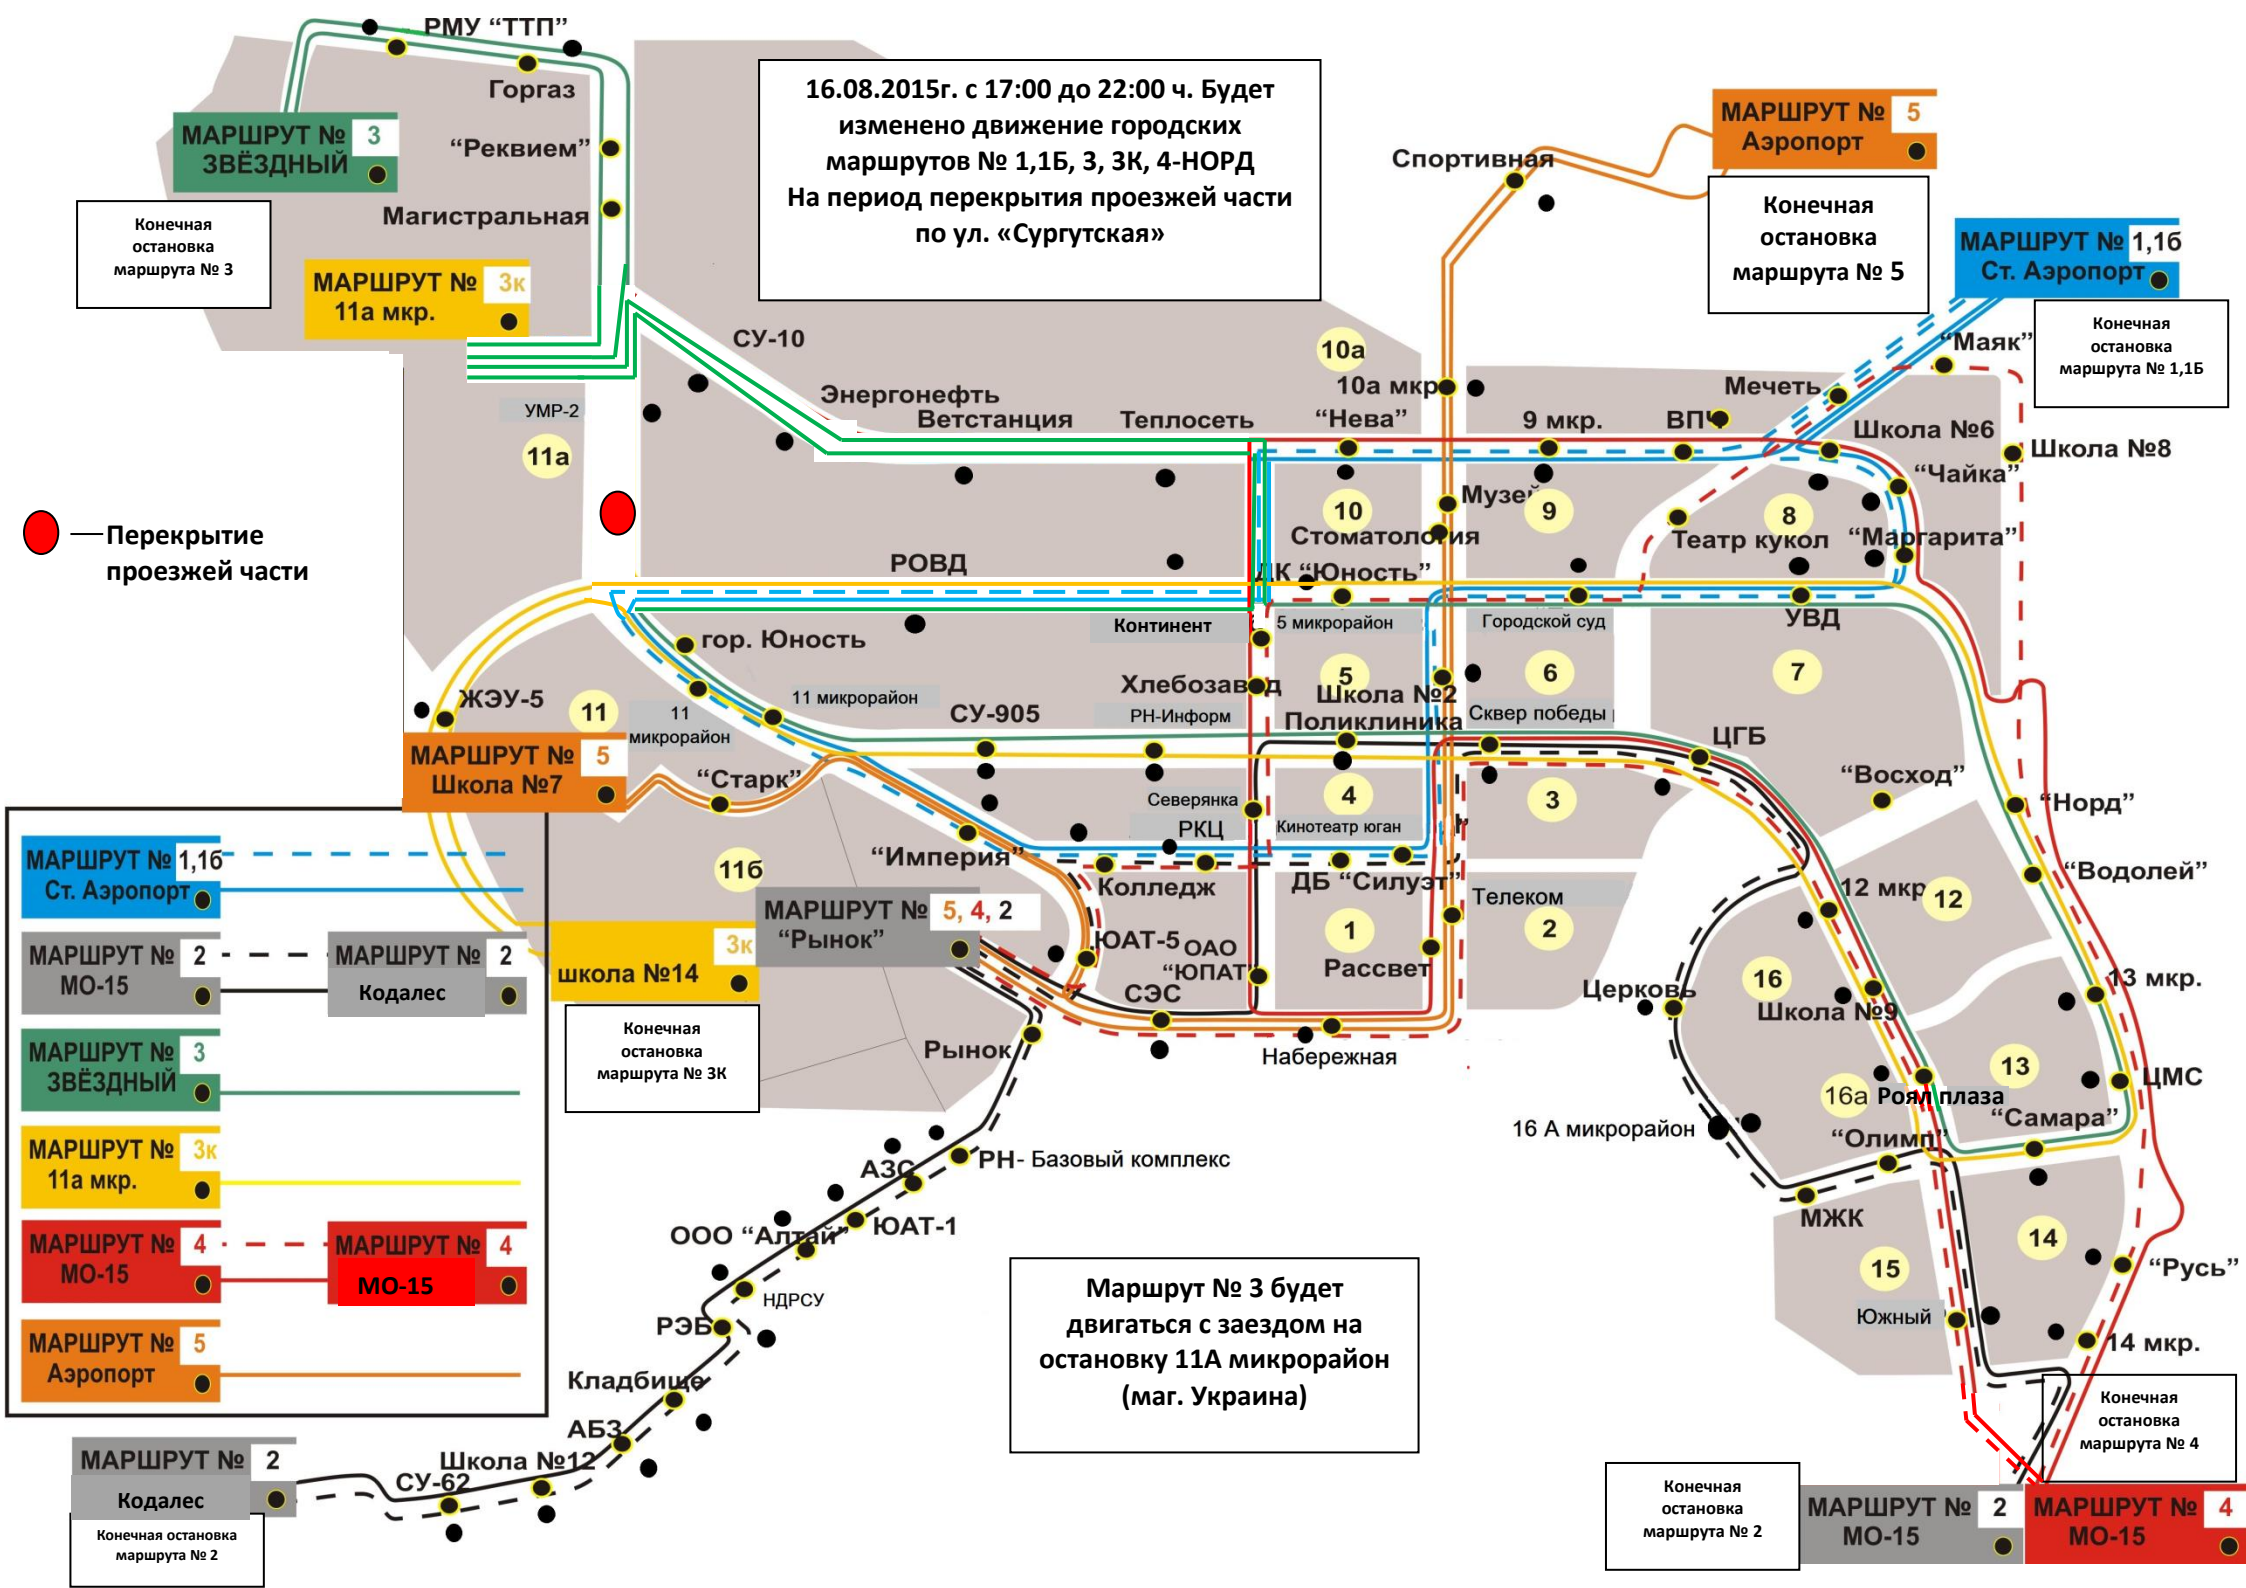 РМУ “ТТП”
Горгаз
МАРШРУТ № 3
ЗВЁЗДНЫЙ
“Реквием”
Магистральная
Конечная
остановка
маршрута № 3
МАРШРУТ № 3к
11а мкр.
16.08.2015г. с 17:00 до 22:00 ч. Будет
изменено движение городских
маршрутов № 1,1Б, 3, 3К, 4-НОРД
На период перекрытия проезжей части
по ул. «Сургутская»
Спортивная
МАРШРУТ № 5
Аэропорт
Конечная
остановка
маршрута № 5
МАРШРУТ № 1,1б
Ст. Аэропорт
Конечная
остановка
маршрута № 1,1Б
СУ-10
Энергонефть
Ветстанция
Теплосеть
10а
10а мкр
“Нева”
9 мкр.
ВПЧ
Мечеть
“Маяк”
Школа №6
Школа №8
“Чайка”
УМР-2
11а
Перекрытие
проезжей части
РОВД
10
Стоматология
Музей
9
8
Театр кукол
“Маргарита”
ДК “Юность”
Континент
5 микрорайон
Городской суд
УВД
гор. Юность
11 микрорайон
11
микрорайон
11
ЖЭУ-5
СУ-905
Хлебозавод
РН-Информ
5
Школа №2
Поликлиника
6
Сквер победы
7
ЦГБ
МАРШРУТ № 5
Школа №7
“Старк”
Северянка
РКЦ
4
Кинотеатр юган
3
“Восход”
“Норд”
“Империя”
Колледж
ДБ “Силуэт”
Телеком
12 мкр
12
“Водолей”
11б
МАРШРУТ № 5, 4, 2
“Рынок”
ЮАТ-5
ОАО
“ЮПАТ”
СЭС
1
Рассвет
2
Набережная
Церковь
16
Школа №9
13 мкр.
13
ЦМС
МАРШРУТ № 1,1б
Ст. Аэропорт
МАРШРУТ № 2
МО-15
МАРШРУТ № 2
Кодалес
МАРШРУТ № 3
ЗВЁЗДНЫЙ
МАРШРУТ № 3к
11а мкр.
МАРШРУТ № 4
МО-15
МАРШРУТ № 4
МО-15
МАРШРУТ № 5
Аэропорт
3к
школа №14
Конечная
остановка
маршрута № 3К
Рынок
РН- Базовый комплекс
АЗС
ЮАТ-1
ООО “Алтай”
НДРСУ
РЭБ
Кладбище
АБЗ
Школа №12
СУ-62
МАРШРУТ № 2
Кодалес
Конечная остановка
маршрута № 2
16а
Роял плаза
16 А микрорайон
“Олимп”
“Самара”
МЖК
14
15
Южный
“Русь”
14 мкр.
Маршрут № 3 будет
двигаться с заездом на
остановку 11А микрорайон
(маг. Украина)
Конечная
остановка
маршрута № 4
Конечная
остановка
маршрута № 2
МАРШРУТ № 2
МО-15
МАРШРУТ № 4
МО-15